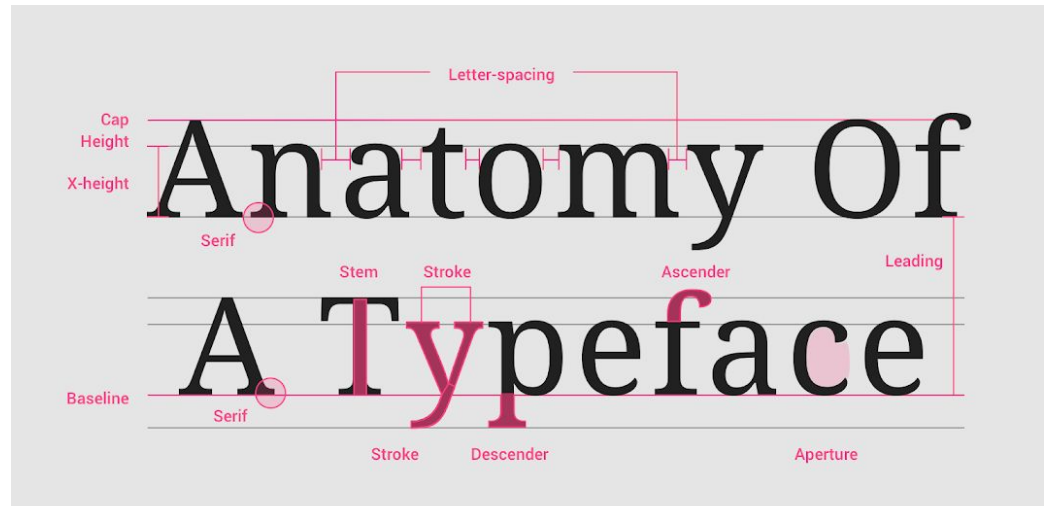 Letter-spacing
Cap
Height
X-height
Anatomy Of
Serif
Leading
Stem
Stroke
Ascender
A Typeface
Baseline
Serif
Stroke
Descender
Aperture